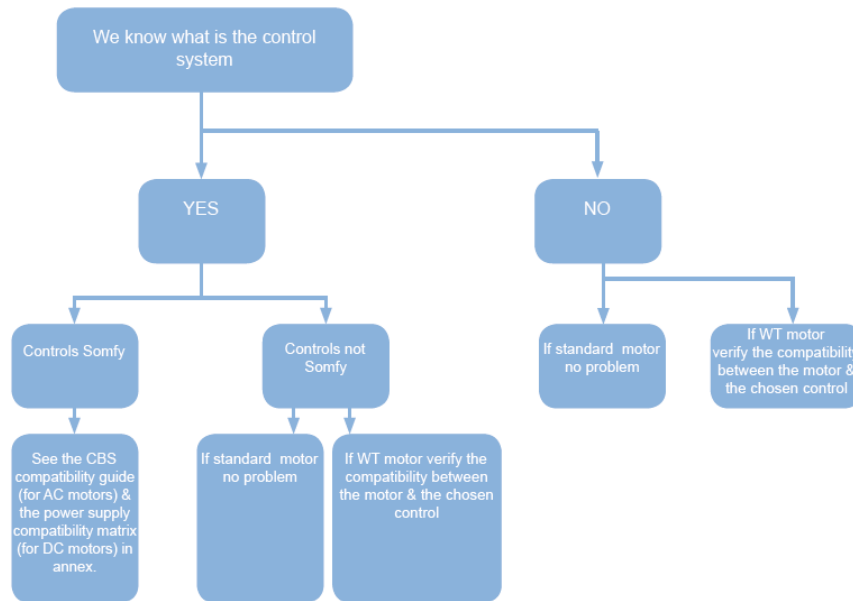 We know what is the control
system
YES
NO
Controls Somfy
Controls not
Somfy
If standard motor
no problem
If WT motor
verify the compatibility
between the motor &
the chosen control
See the CBS
compatibility guide
(for AC motors) &
the power supply
compatibility matrix
(for DC motors) in
annex.
If standard motor
no problem
If WT motor verify the
compatibility between
the motor & the chosen
control